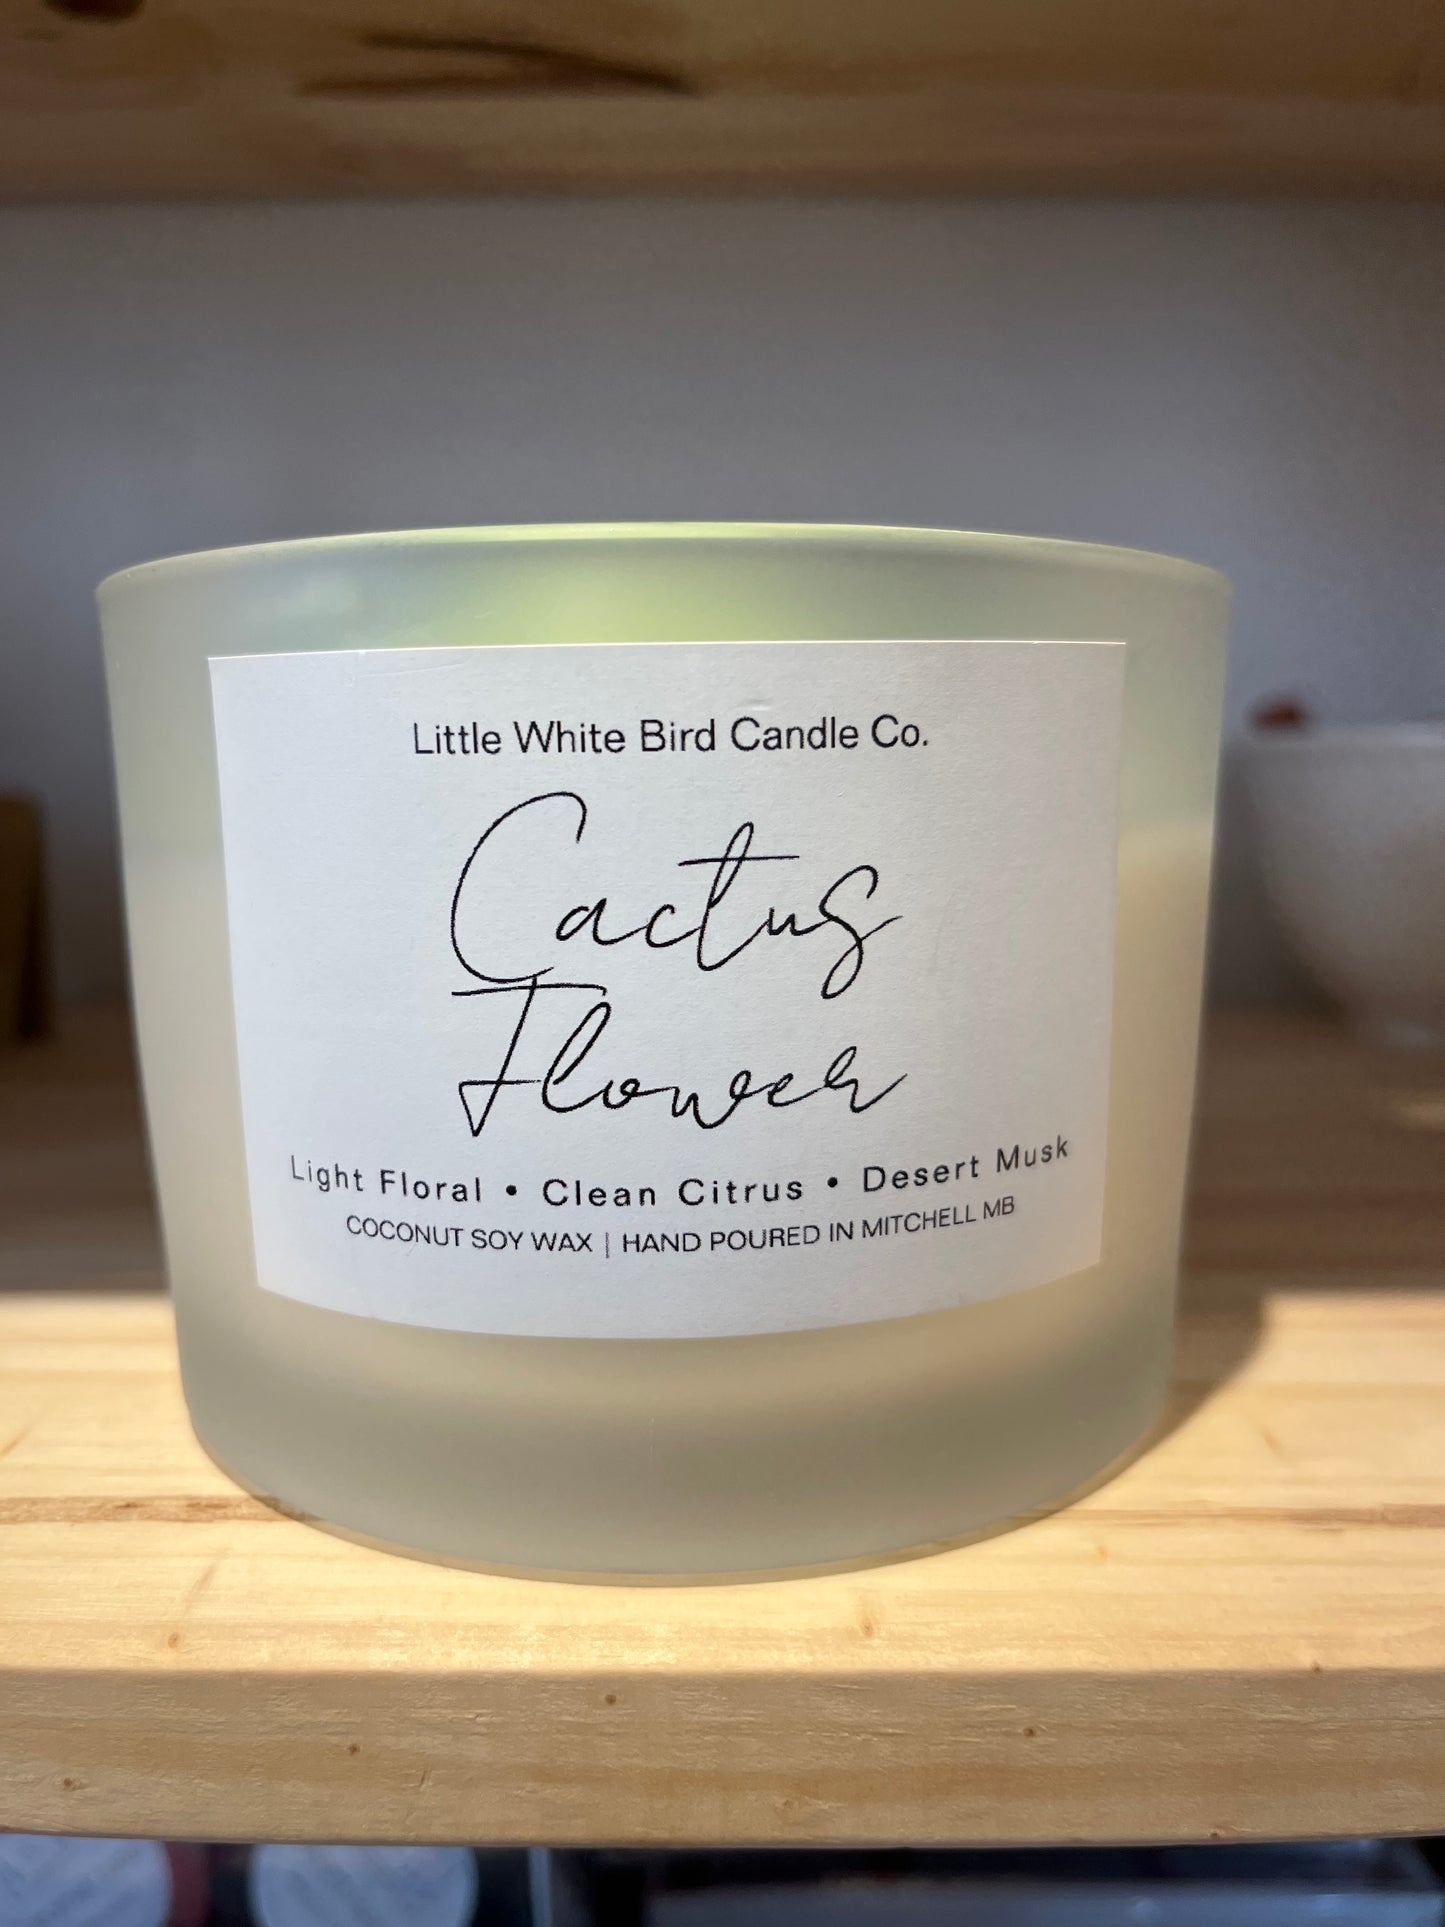 Little White Bird Candle Co.
Cactus
Flower
Light Floral • Clean Citrus • Desert Musk
COCONUT SOY WAX | HAND POURED IN MITCHELL MB